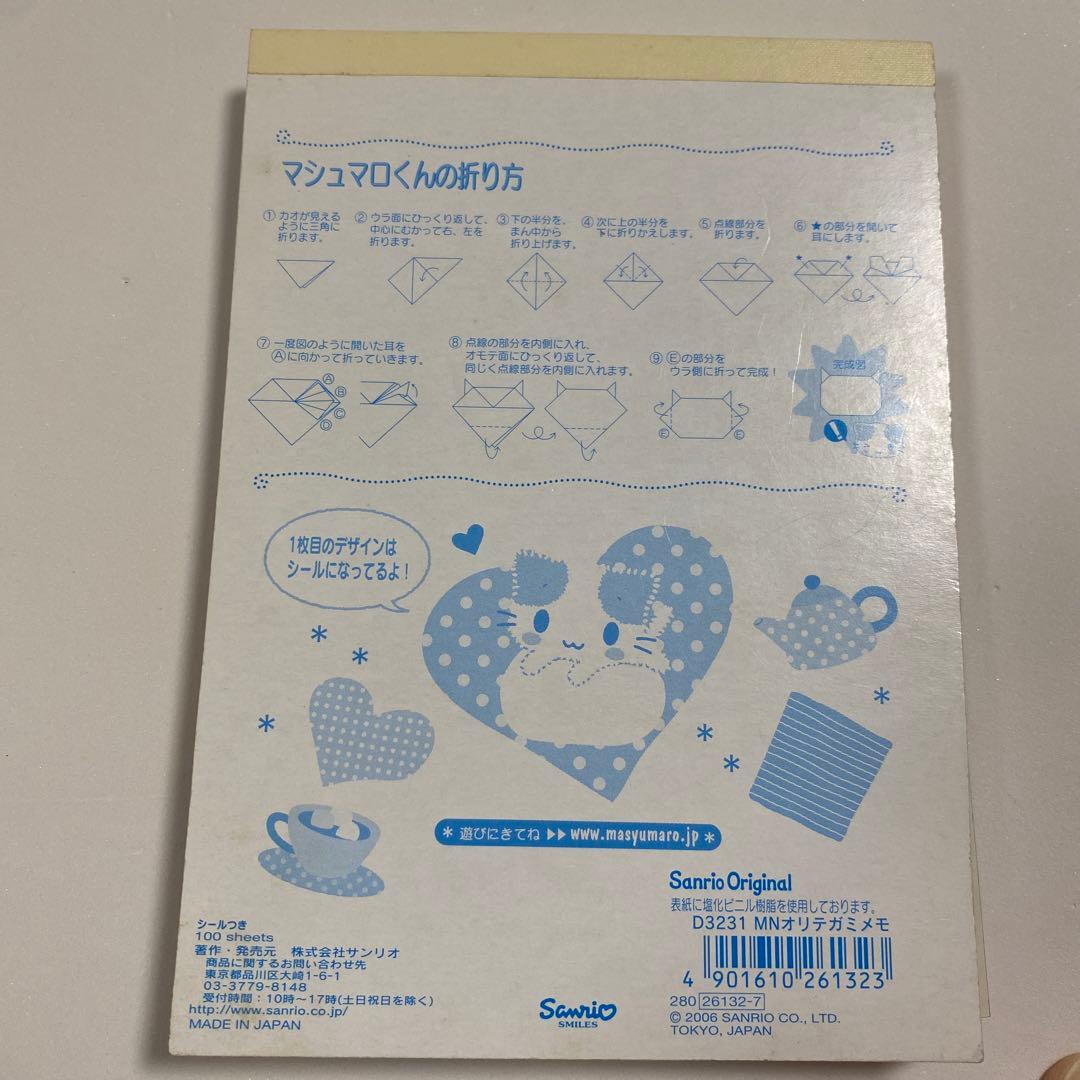 マシュマロくんの折り方
① カオが見える
ように三角に
折ります。
② ウラ面にひっくり返して、
中心にむかって右、左を
折ります。
③ 下の半分を、
まん中から
折り上げます。
④ 次に上の半分を
下に折りかえします。
⑤ 点線部分を
折ります。
⑥ ★の部分を開いて
耳にします。
★ ★
⑦ 一度図のように開いた耳を
Ⓐに向かって折っていきます。
Ⓐ
Ⓑ
Ⓒ
Ⓓ
⑧ 点線の部分を内側に入れ、
オモテ面にひっくり返して、
同じく点線部分を内側に入れます。
⑨ Ⓔの部分を
ウラ側に折って完成！
Ⓔ Ⓔ
完成図
1枚目のデザインは
シールになってるよ！
* 遊びにきてね ▶▶ www.masyumaro.jp *
Sanrio Original
表紙に塩化ビニル樹脂を使用しております。
D3231 MNオリテガミメモ
4 901610 261323
280 26132-7
© 2006 SANRIO CO., LTD.
TOKYO, JAPAN
シールつき
100 sheets
著作・発売元 株式会社サンリオ
商品に関するお問い合わせ先
東京都品川区大崎1-6-1
03-3779-8148
受付時間：10時～17時(土日祝日を除く)
http://www.sanrio.co.jp/
MADE IN JAPAN
Sanrio
SMILES